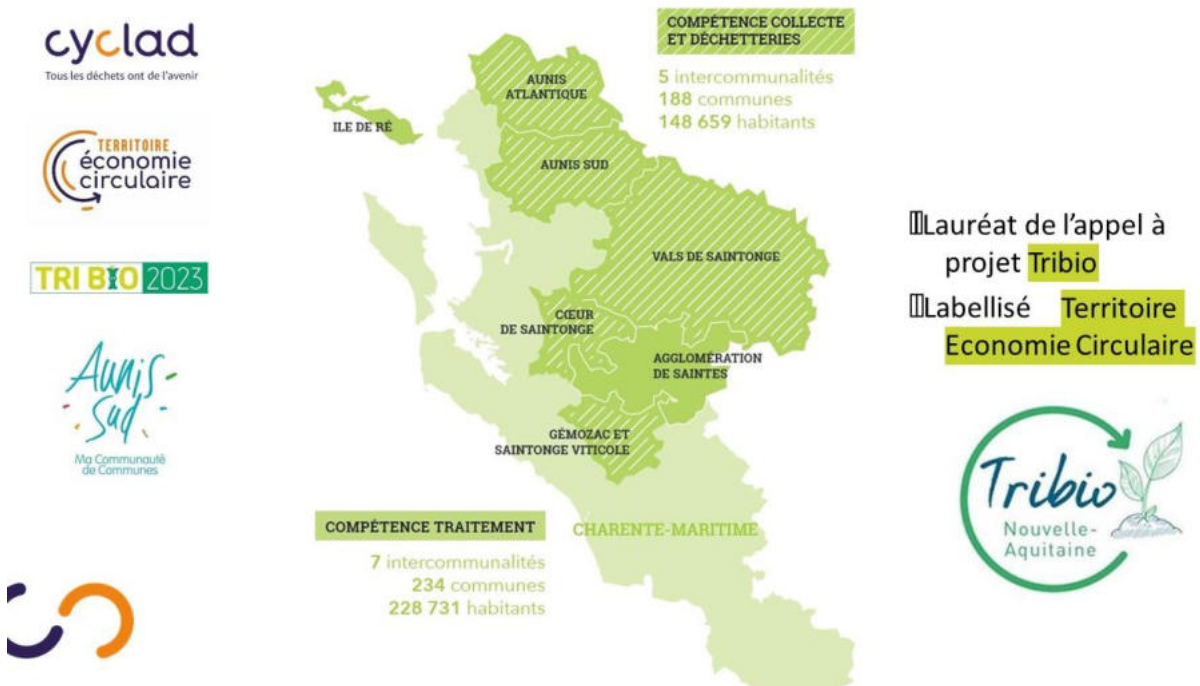 cyclad
Tous les déchets ont de l'avenir
TERRITOIRE
économie
circulaire
TRI BIO 2023
Aunis
Sud
Ma Communauté
de Communes
COMPÉTENCE COLLECTE
ET DÉCHETTERIES
5 intercommunalités
188 communes
148 659 habitants
AUNIS
ATLANTIQUE
ILE DE RÉ
AUNIS SUD
VALS DE SAINTONGE
CŒUR
DE SAINTONGE
AGGLOMÉRATION
DE SAINTES
GÉMOZAC ET
SAINTONGE VITICOLE
COMPÉTENCE TRAITEMENT
CHARENTE-MARITIME
7 intercommunalités
234 communes
228 731 habitants
Lauréat de l'appel à
projet Tribio
Labellisé Territoire
Economie Circulaire
Tribio
Nouvelle-
Aquitaine